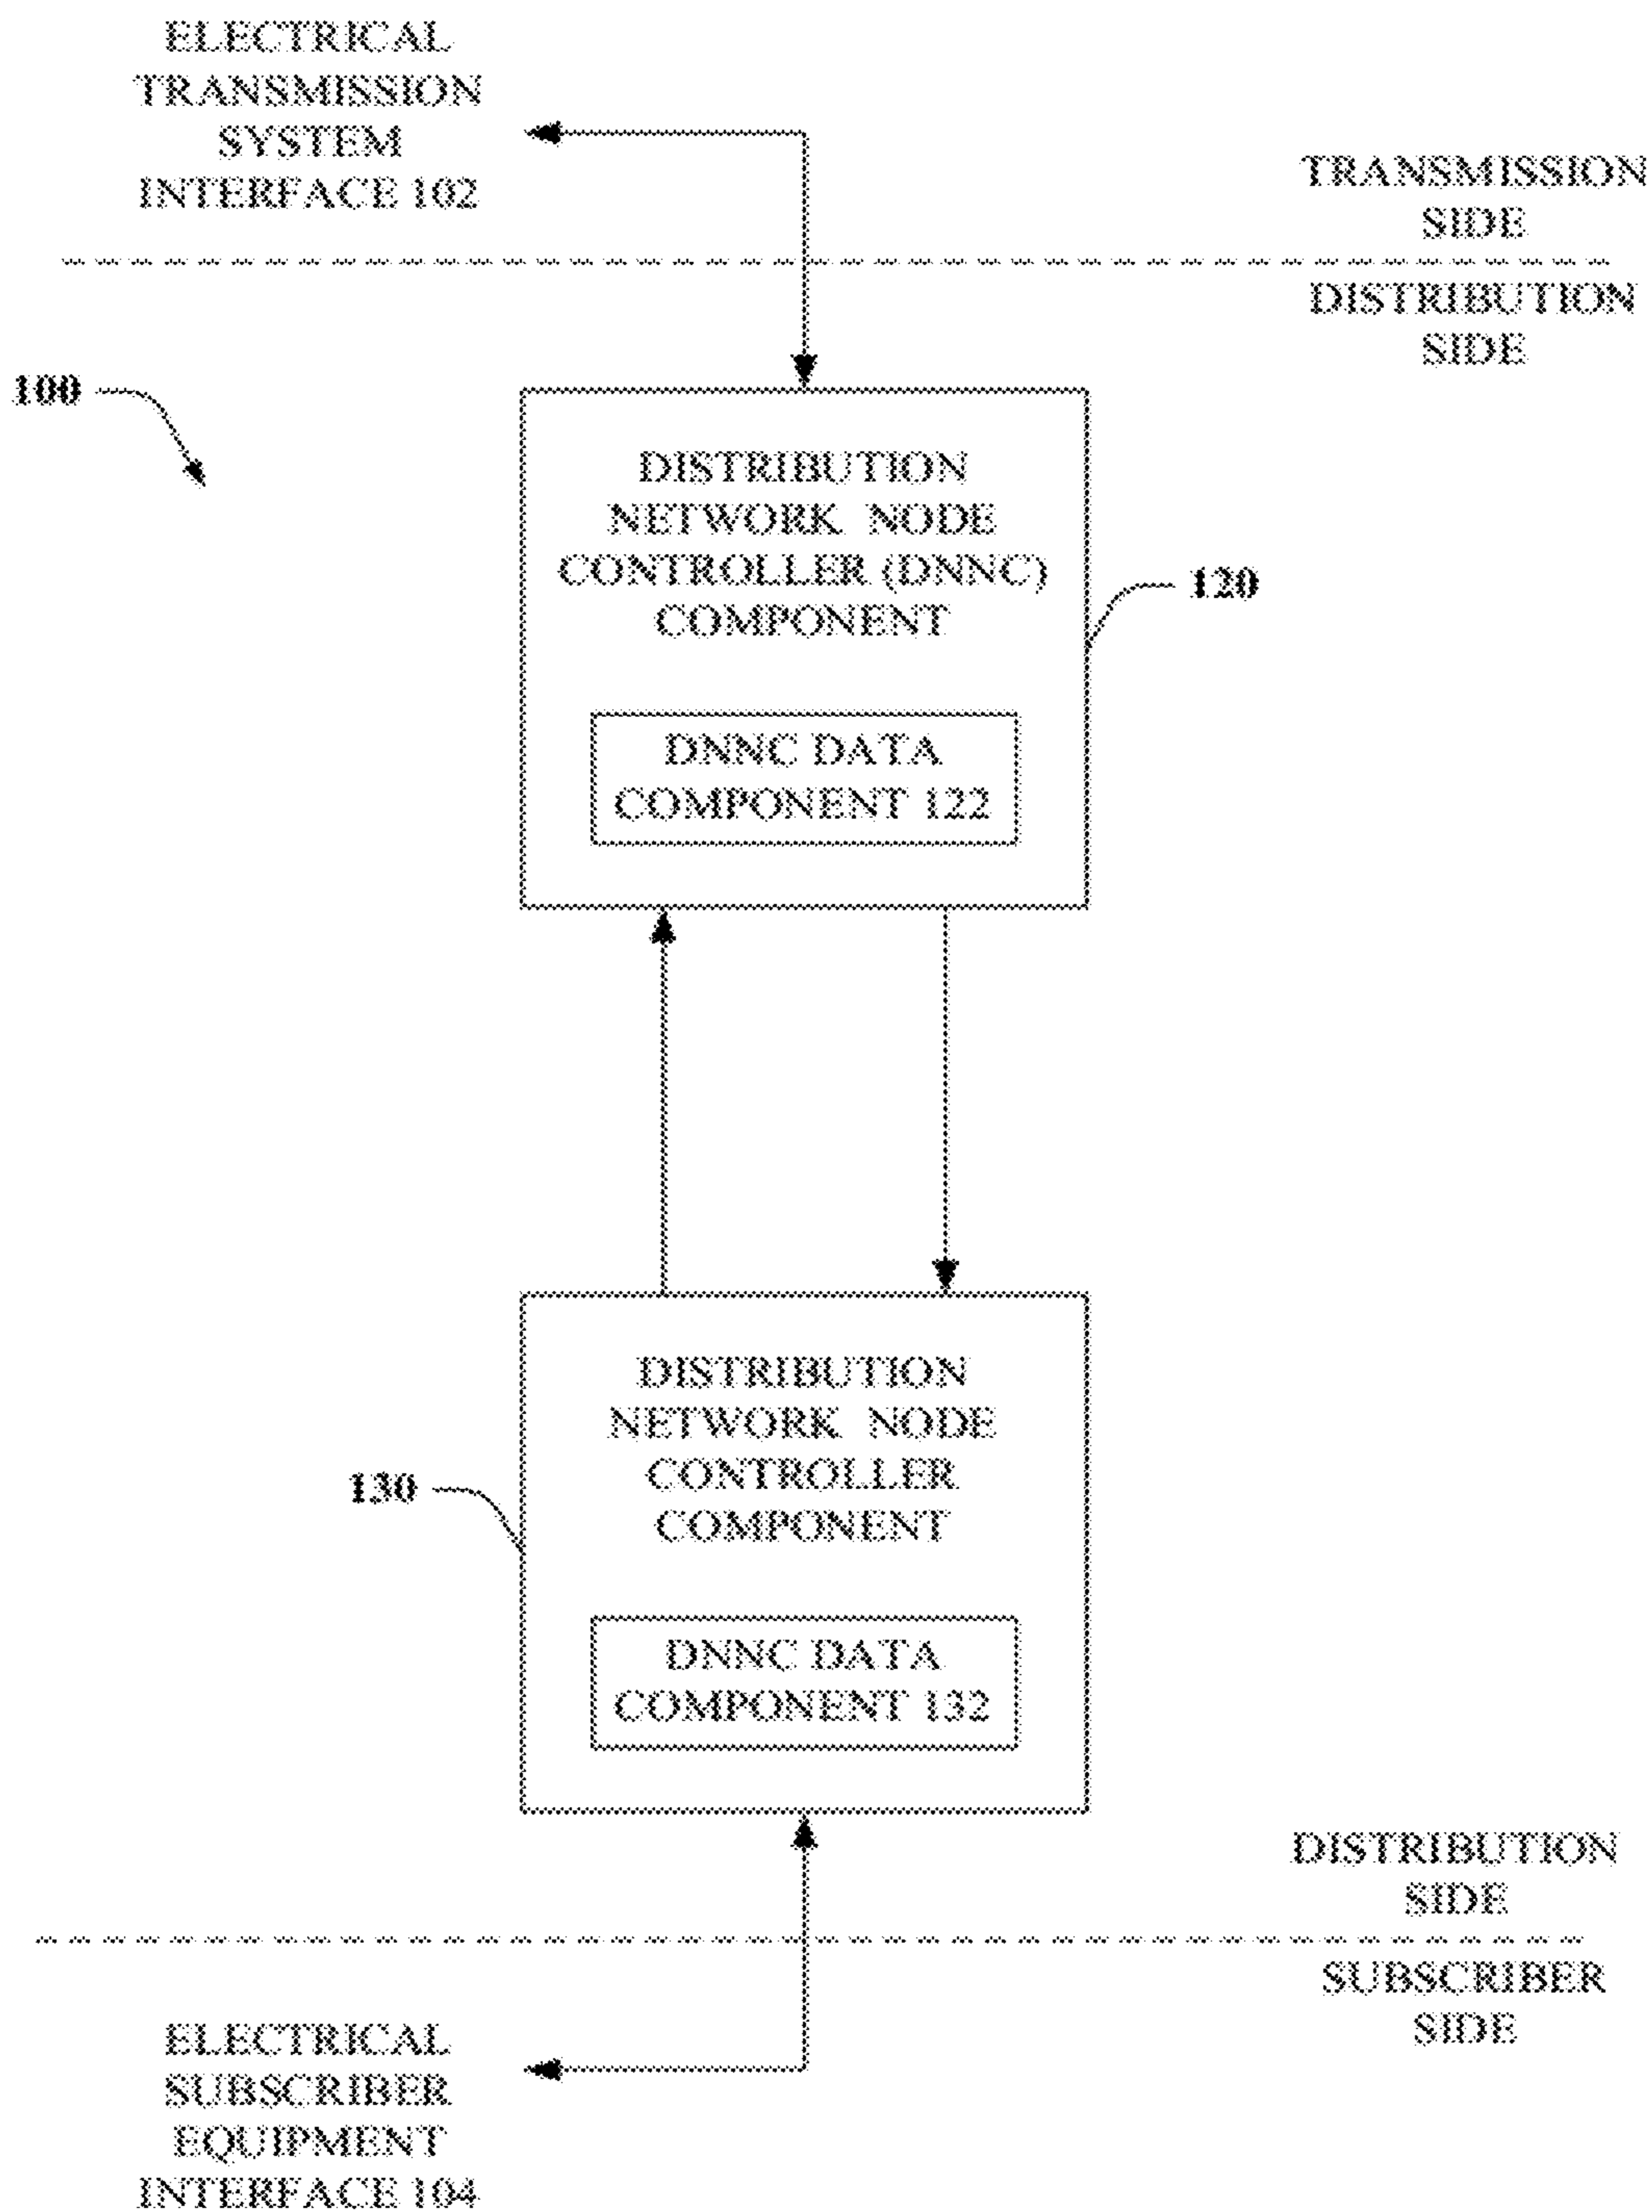 ELECTRICAL
TRANSMISSION
SYSTEM
INTERFACE 102
TRANSMISSION
SIDE
DISTRIBUTION
SIDE
100
DISTRIBUTION
NETWORK NODE
CONTROLLER (DNNC)
COMPONENT
120
DNNC DATA
COMPONENT 122
DISTRIBUTION
NETWORK NODE
CONTROLLER
COMPONENT
130
DNNC DATA
COMPONENT 132
DISTRIBUTION
SIDE
SUBSCRIBER
SIDE
ELECTRICAL
SUBSCRIBER
EQUIPMENT
INTERFACE 104